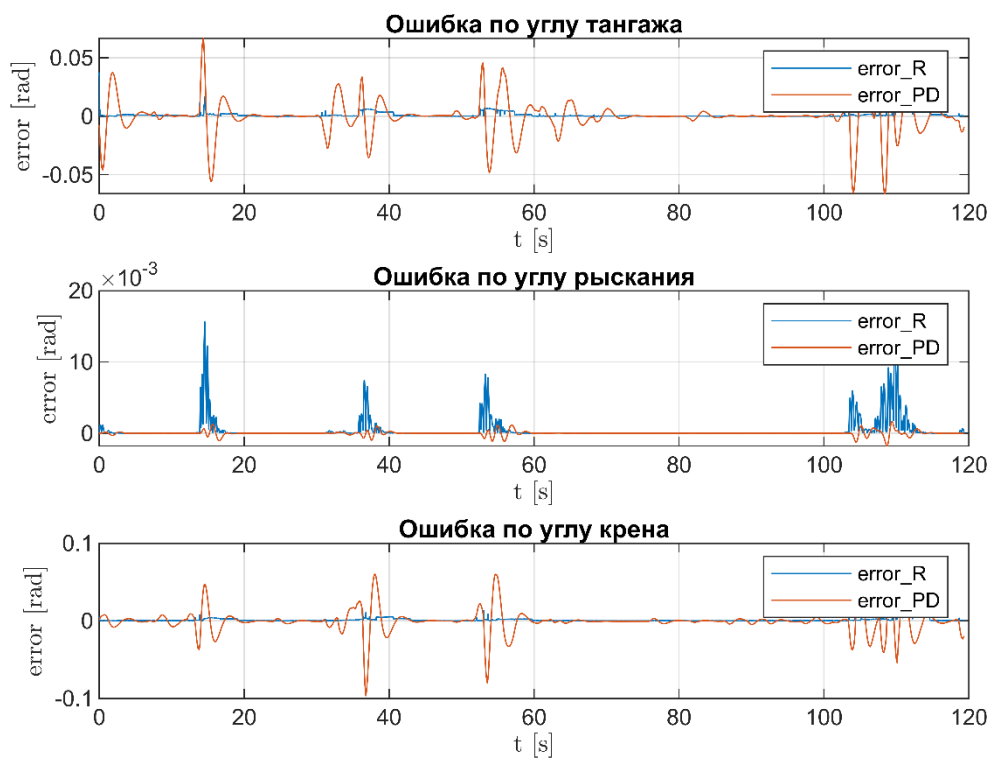 Ошибка по углу тангажа
error [rad]
0.05
0
-0.05
error_R
error_PD
0 20 40 60 80 100 120
t [s]
Ошибка по углу рыскания
×10-3
error [rad]
20
10
0
error_R
error_PD
0 20 40 60 80 100 120
t [s]
Ошибка по углу крена
error [rad]
0.1
0
-0.1
error_R
error_PD
0 20 40 60 80 100 120
t [s]